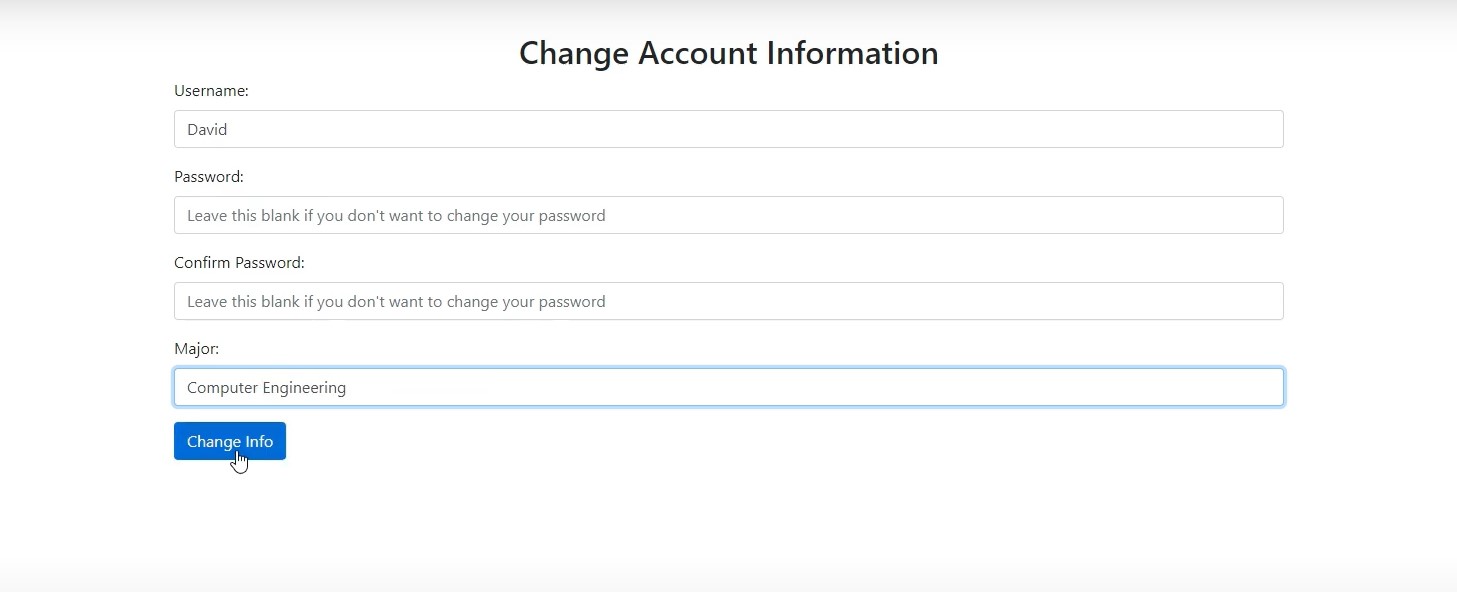 Change Account Information
Username:
David
Password:
Leave this blank if you don't want to change your password
Confirm Password:
Leave this blank if you don't want to change your password
Major:
Computer Engineering
Change Info